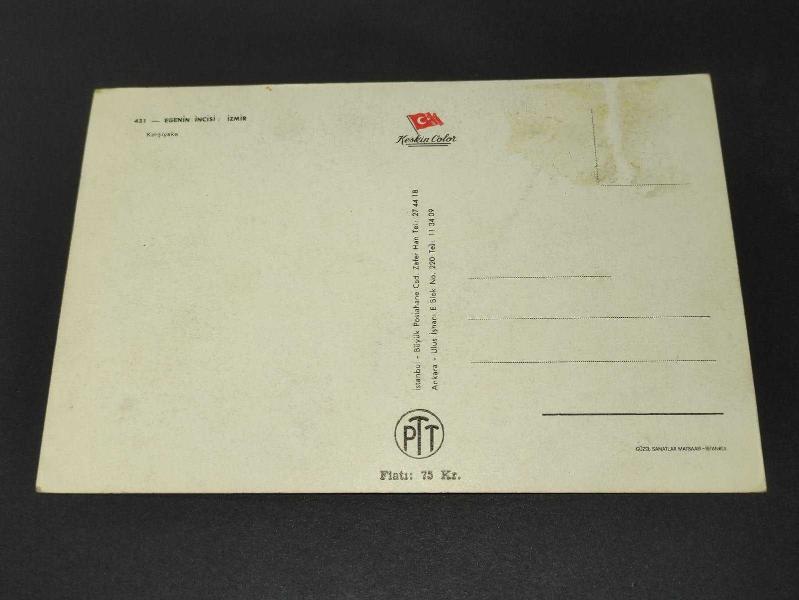 431 — EGENİN İNCİSİ : İZMİR
Karşıyaka
Keskin Color
İstanbul - Büyük Postahane Cad. Zafer Han Tel: 27 44 18
Ankara - Ulus İşhanı E Blok No. 220 Tel: 11 34 09
PTT
Fiatı: 75 Kr.
GÜZEL SANATLAR MATBAASI-İSTANBUL